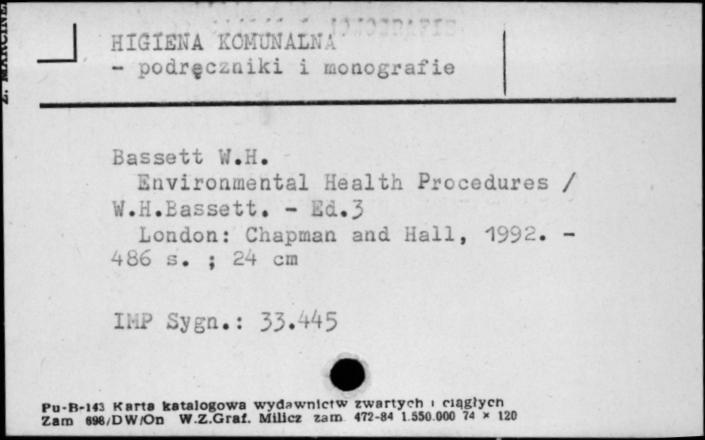 HIGIENA KOMUNALNA
- podręczniki i monografie
Bassett W.H.
Environmental Health Procedures /
W.H.Bassett. - Ed.3
London: Chapman and Hall, 1992. -
486 s. ; 24 cm
IMP Sygn.: 33.445
Pu-B-143 Karta katalogowa wydawnictw zwartych i ciągłych
Zam 698/DW/On W.Z.Graf. Milicz zam. 472-84 1.550.000 74 × 120